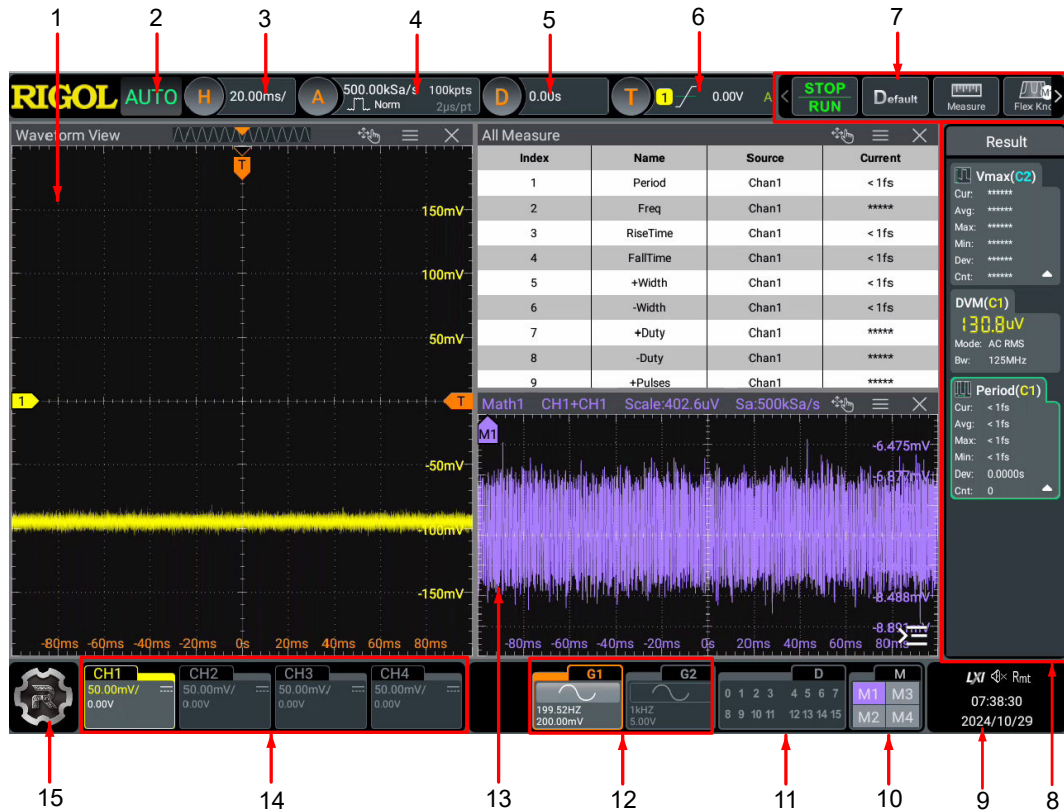 1 2 3 4 5 6 7
RIGOL AUTO H 20.00ms/ A 500.00kSa/s 100kpts Norm 2µs/pt D 0.00s T 1 0.00V A < STOP RUN Default Measure Flex Kno >
Waveform View
T
150mV
100mV
50mV
1 T
-50mV
-100mV
-150mV
-80ms -60ms -40ms -20ms 0s 20ms 40ms 60ms 80ms
All Measure
Index Name Source Current
1 Period Chan1 < 1fs
2 Freq Chan1 *****
3 RiseTime Chan1 < 1fs
4 FallTime Chan1 < 1fs
5 +Width Chan1 < 1fs
6 -Width Chan1 < 1fs
7 +Duty Chan1 *****
8 -Duty Chan1 *****
9 +Pulses Chan1 *****
Math1 CH1+CH1 Scale:402.6uV Sa:500kSa/s
M1
-6.475mV
-6.877mV
-8.488mV
-8.891mV
-80ms -60ms -40ms -20ms 0s 20ms 40ms 60ms 80ms
Result
Vmax(C2)
Cur: ******
Avg: ******
Max: ******
Min: ******
Dev: ******
Cnt: ******
DVM(C1)
130.8uV
Mode: AC RMS
Bw: 125MHz
Period(C1)
Cur: < 1fs
Avg: < 1fs
Max: < 1fs
Min: < 1fs
Dev: 0.0000s
Cnt: 0
R
CH1 50.00mV/ 0.00V
CH2 50.00mV/ 0.00V
CH3 50.00mV/ 0.00V
CH4 50.00mV/ 0.00V
G1 199.52HZ 200.00mV
G2 1kHZ 5.00V
D
0 1 2 3 4 5 6 7
8 9 10 11 12 13 14 15
M
M1 M3
M2 M4
LXI Rmt
07:38:30
2024/10/29
15 14 13 12 11 10 9 8